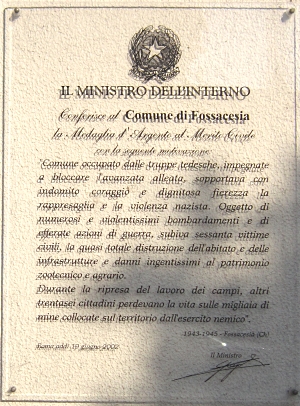 IL MINISTRO DELL'INTERNO
Conferisce al Comune di Fossacesia
la Medaglia d'Argento al Merito Civile
con la seguente motivazione:
"Comune occupato dalle truppe tedesche, impegnate
a bloccare l'avanzata alleata, sopportava con
indomito coraggio e dignitosa fierezza la
rappresaglia e la violenza nazista. Oggetto di
numerosi e violentissimi bombardamenti e di
efferate azioni di guerra, subiva sessanta vittime
civili, la quasi totale distruzione dell'abitato e delle
infrastrutture e danni ingentissimi al patrimonio
zootecnico e agrario.
Durante la ripresa del lavoro dei campi, altri
trentasei cittadini perdevano la vita sulle migliaia di
mine collocate sul territorio dall'esercito nemico".
1943-1945 - Fossacesia (Ch)
Roma addì 19 giugno 2002
Il Ministro